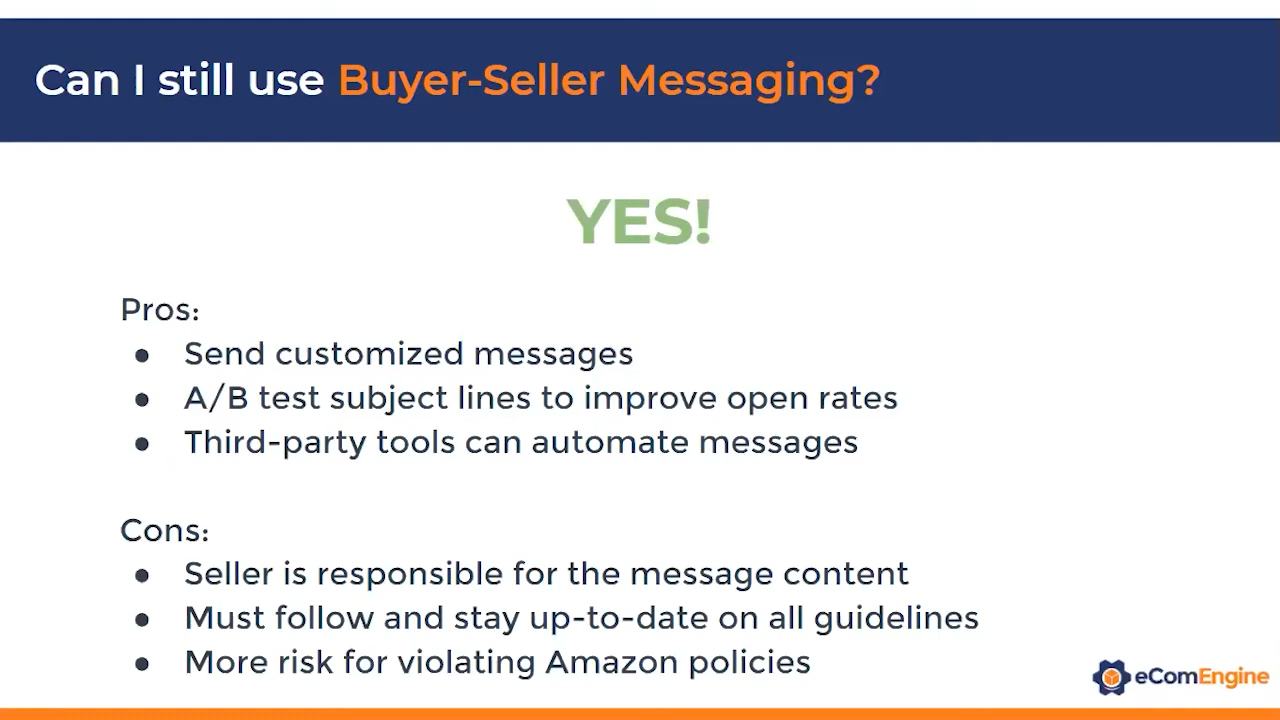 Can I still use Buyer-Seller Messaging?
YES!
Pros:
● Send customized messages
● A/B test subject lines to improve open rates
● Third-party tools can automate messages
Cons:
● Seller is responsible for the message content
● Must follow and stay up-to-date on all guidelines
● More risk for violating Amazon policies
eComEngine